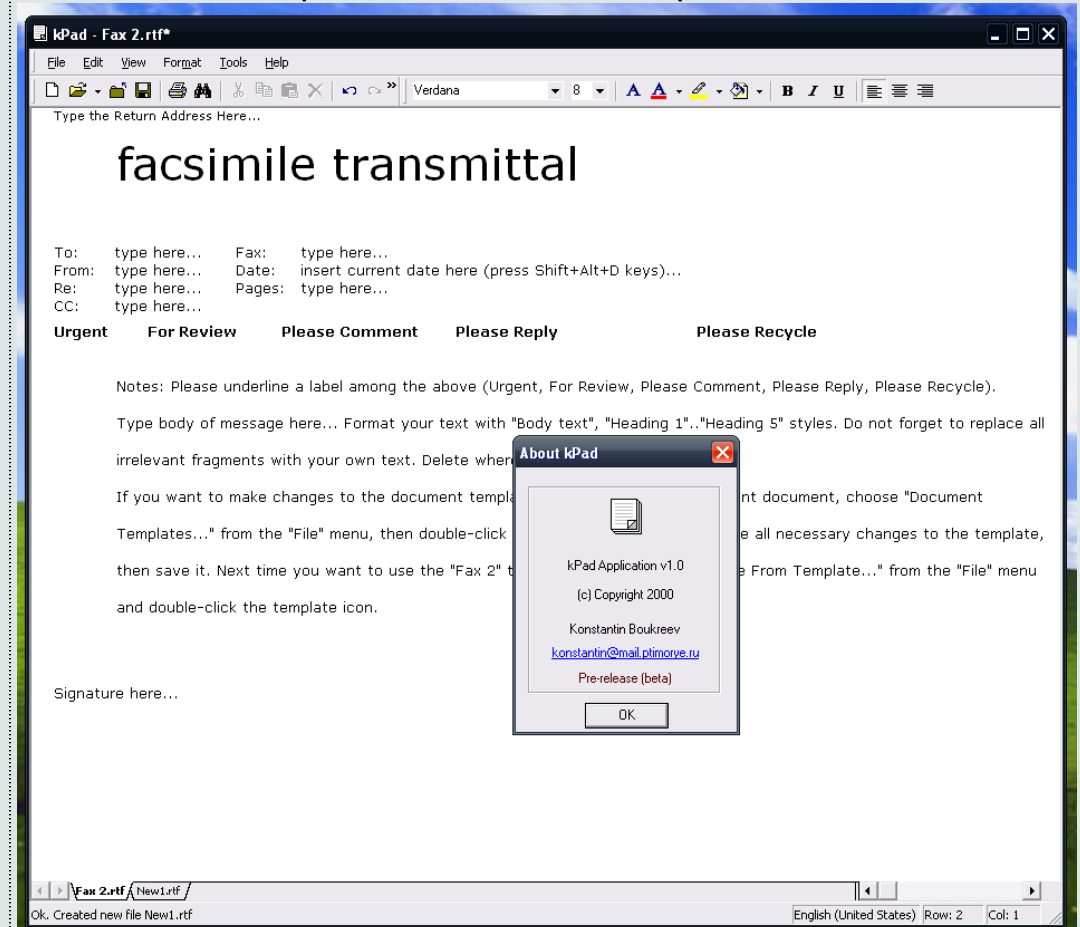 kPad - Fax 2.rtf*
File Edit View Format Tools Help
Verdana 8 A A B I U
Type the Return Address Here...
facsimile transmittal
To: type here... Fax: type here...
From: type here... Date: insert current date here (press Shift+Alt+D keys)...
Re: type here... Pages: type here...
CC: type here...
Urgent For Review Please Comment Please Reply Please Recycle
Notes: Please underline a label among the above (Urgent, For Review, Please Comment, Please Reply, Please Recycle).
Type body of message here... Format your text with "Body text", "Heading 1".."Heading 5" styles. Do not forget to replace all
irrelevant fragments with your own text. Delete
If you want to make changes to the document document, choose "Document
Templates..." from the "File" menu, then double-click all necessary changes to the template,
then save it. Next time you want to use the "Fax 2" From Template..." from the "File" menu
and double-click the template icon.
Signature here...
About kPad
kPad Application v1.0
(c) Copyright 2000
Konstantin Boukreev
konstantin@mail.ptimorye.ru
Pre-release (beta)
OK
Fax 2.rtf New1.rtf
Ok. Created new file New1.rtf English (United States) Row: 2 Col: 1